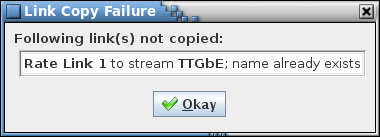 Link Copy Failure
Following link(s) not copied:
Rate Link 1 to stream TTGbE; name already exists
Okay